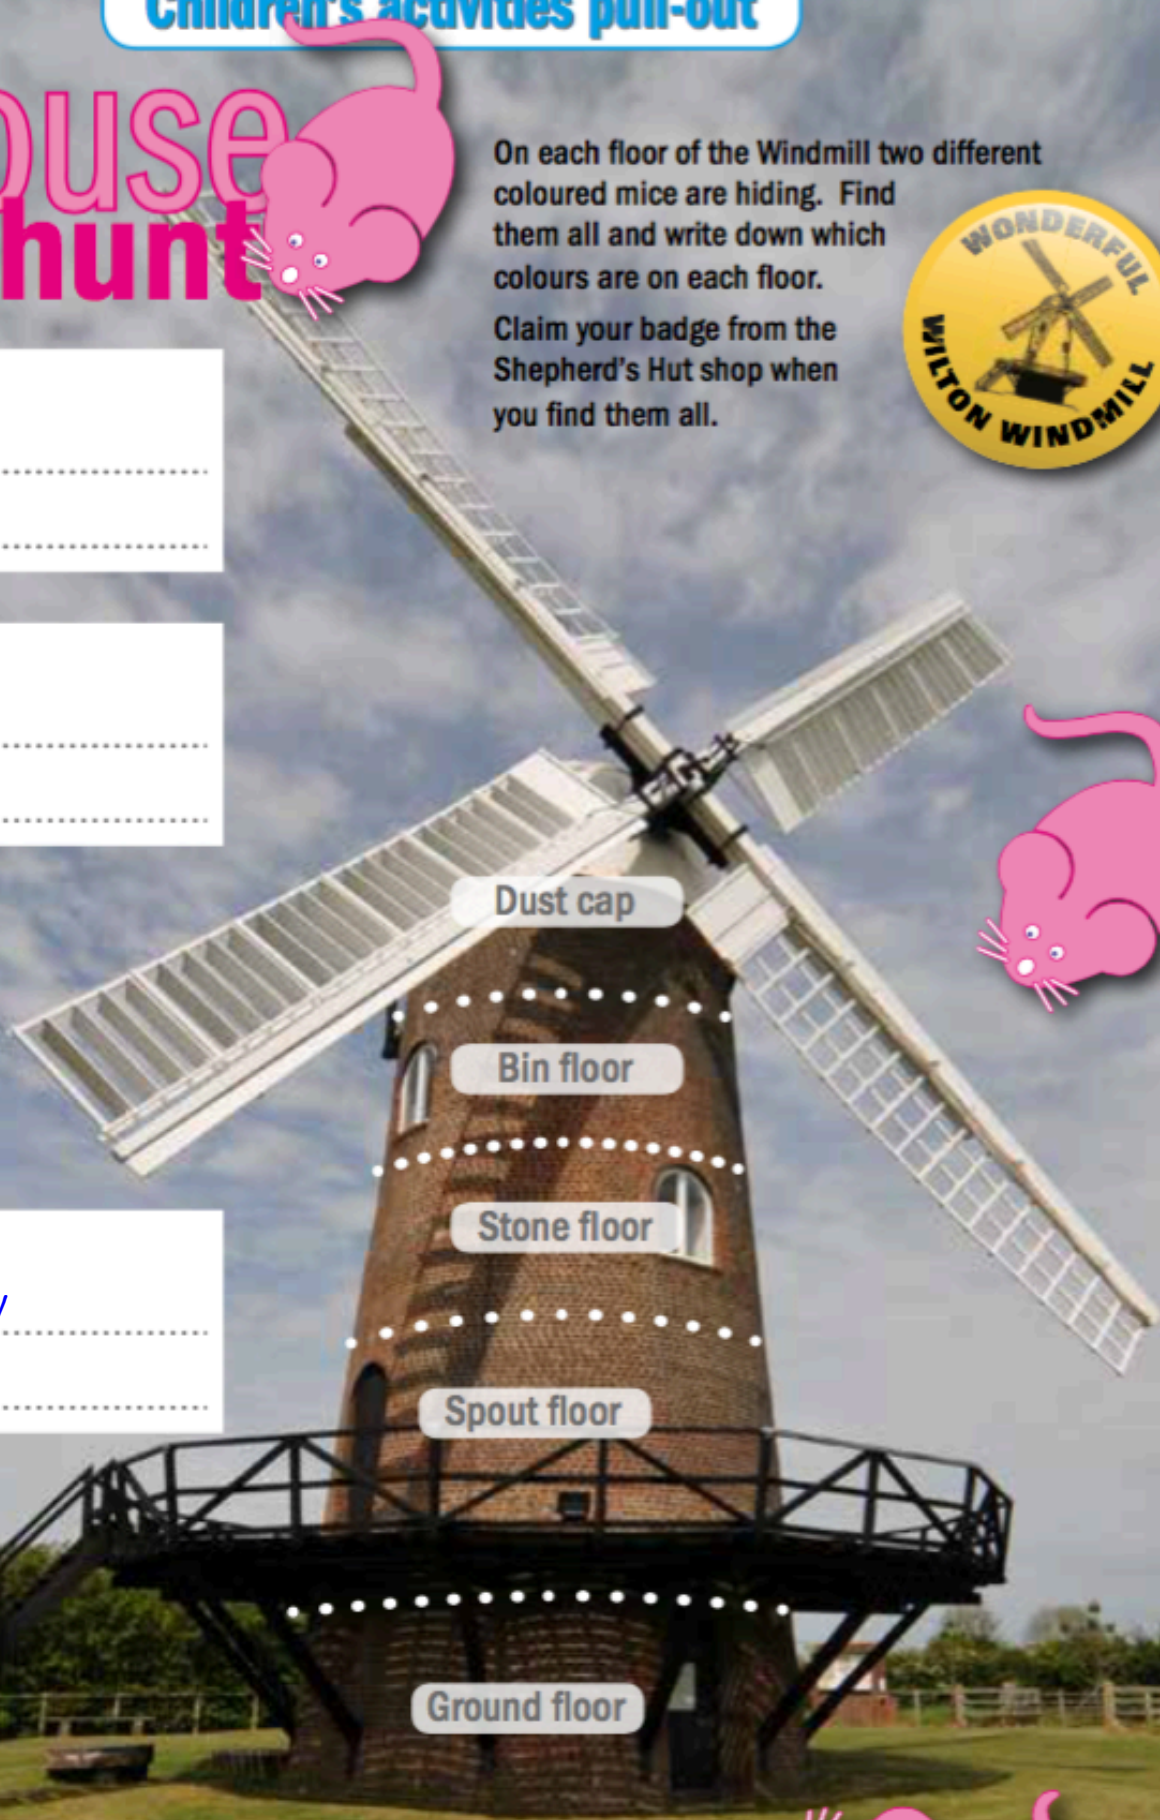 Children's activities pull-out
ouse
hunt
On each floor of the Windmill two different
coloured mice are hiding.  Find
them all and write down which
colours are on each floor.
Claim your badge from the
Shepherd's Hut shop when
you find them all.
WONDERFUL
WILTON WINDMILL
Dust cap
Bin floor
Stone floor
Spout floor
Ground floor